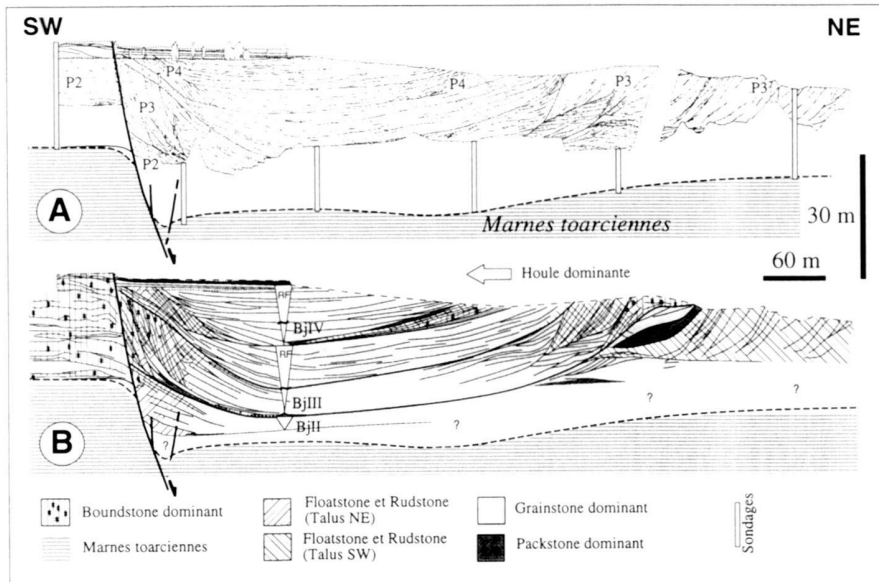 SW
NE
P2
P4
P3
P2
P4
P3
P3
A
Marnes toarciennes
30 m
60 m
Houle dominante
B
RF
BjIV
RF
BjIII
BjII
?
?
?
?
Boundstone dominant
Marnes toarciennes
Floatstone et Rudstone
(Talus NE)
Floatstone et Rudstone
(Talus SW)
Grainstone dominant
Packstone dominant
Sondages